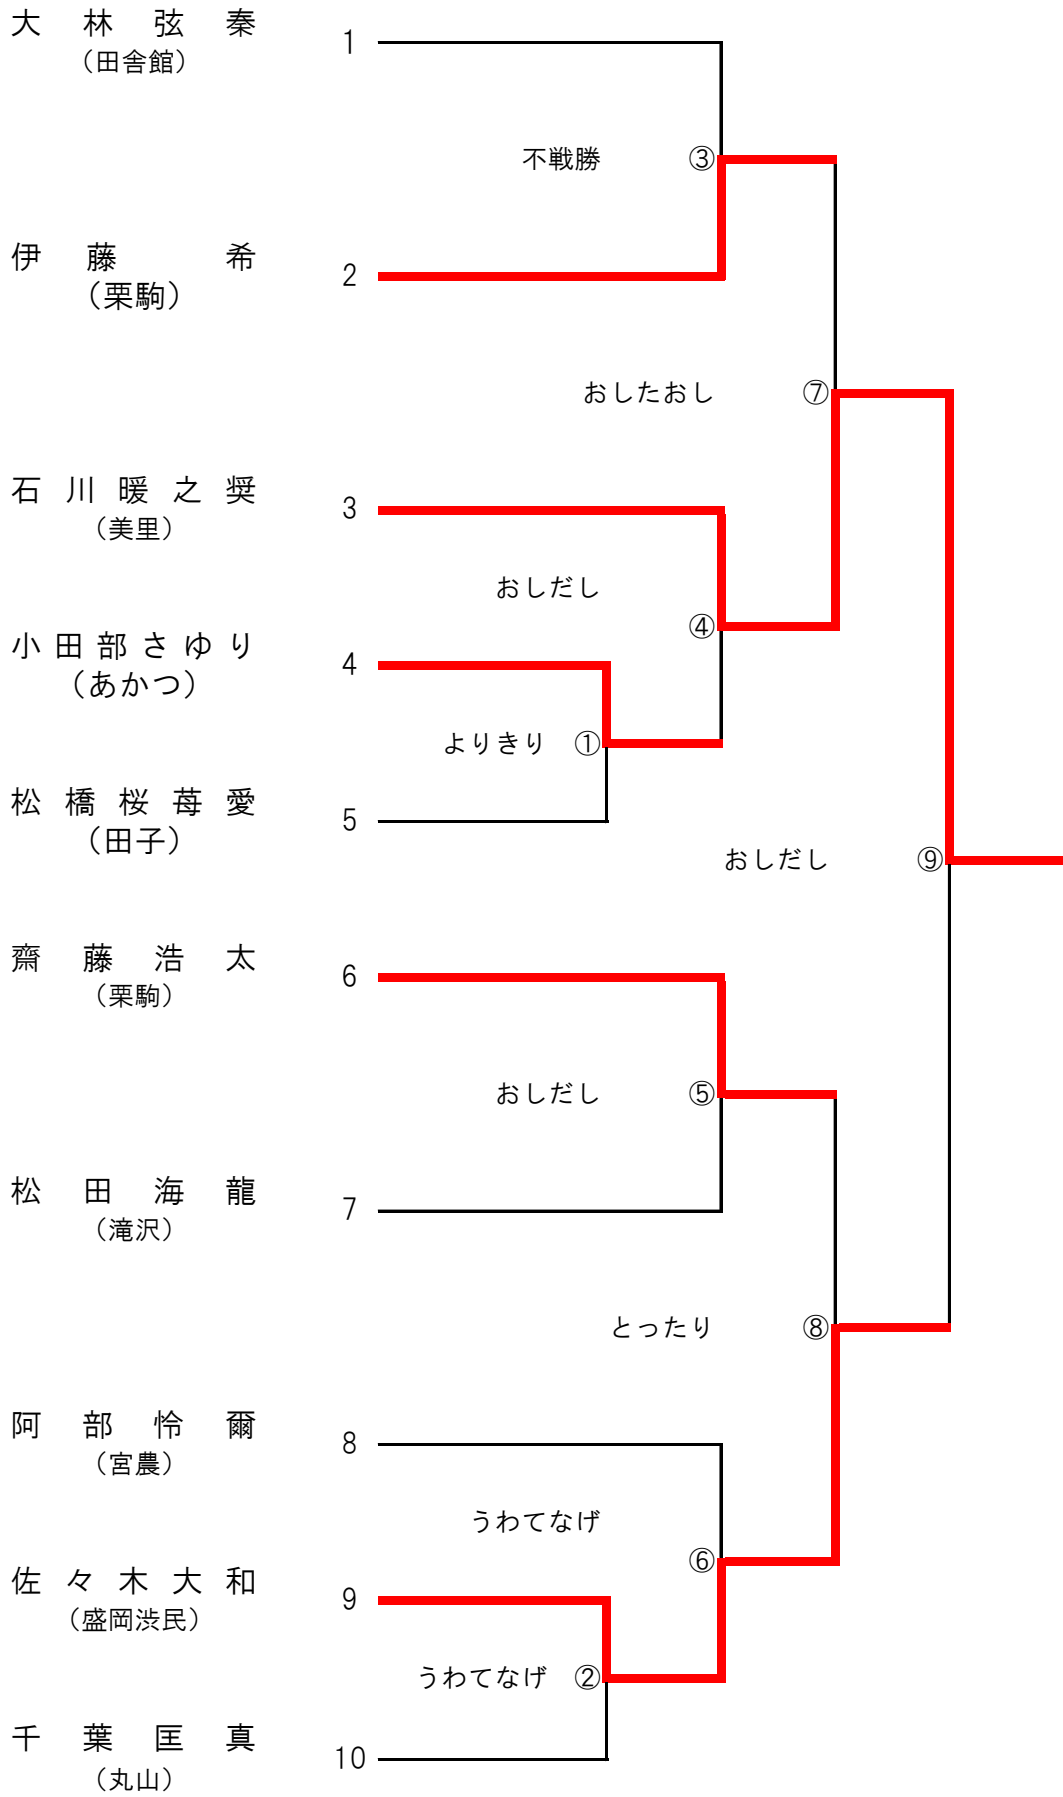 大林弦秦
（田舎館）
1
不戦勝
③
伊藤希
（栗駒）
2
おしたおし
⑦
石川暖之奨
（美里）
3
おしだし
④
小田部さゆり
（あかつ）
4
よりきり
①
松橋桜苺愛
（田子）
5
おしだし
⑨
齋藤浩太
（栗駒）
6
おしだし
⑤
松田海龍
（滝沢）
7
とったり
⑧
阿部怜爾
（宮農）
8
うわてなげ
⑥
佐々木大和
（盛岡渋民）
9
うわてなげ
②
千葉匡真
（丸山）
10